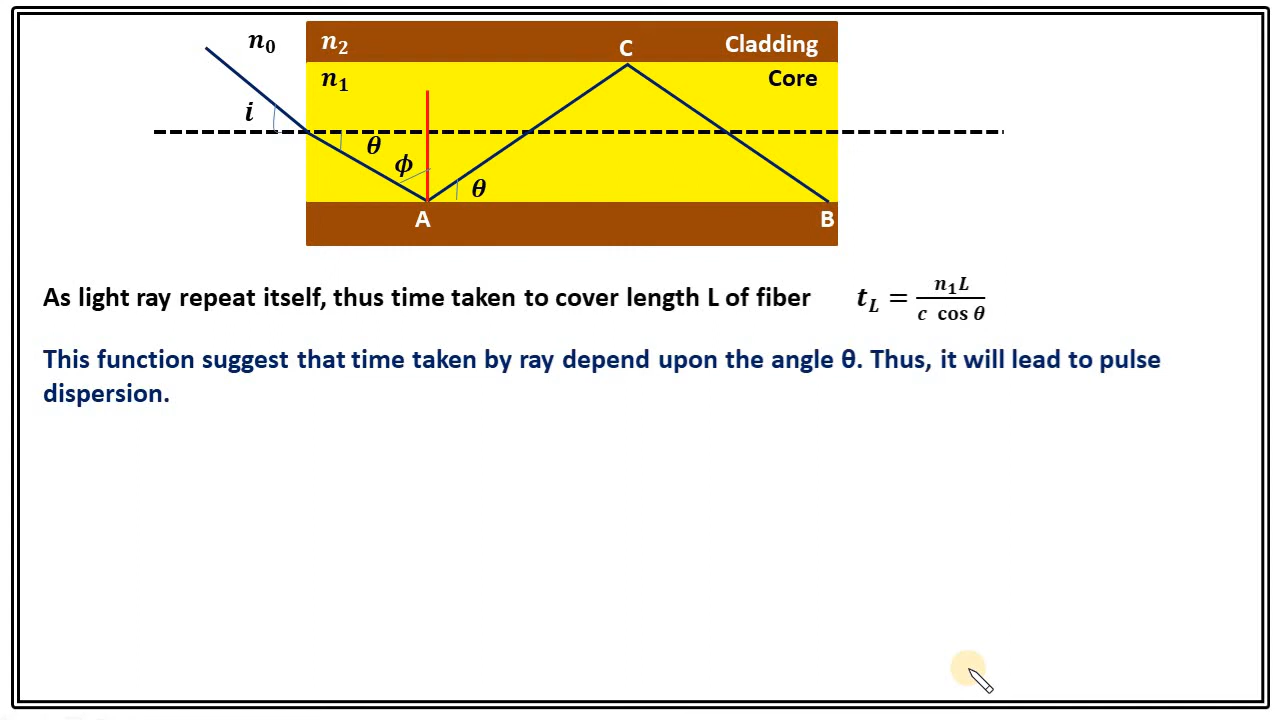 n₀
n₂
C
Cladding
n₁
Core
i
θ
ϕ
θ
A
B
As light ray repeat itself, thus time taken to cover length L of fiber t_L = n₁L / c cos θ
This function suggest that time taken by ray depend upon the angle θ. Thus, it will lead to pulse
dispersion.